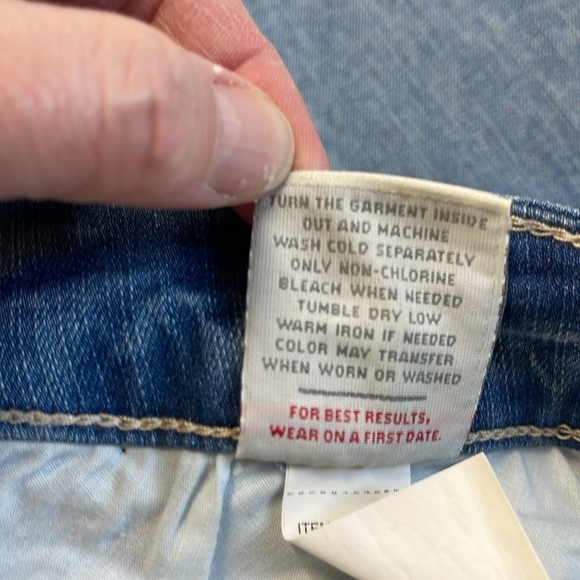 TURN THE GARMENT INSIDE
OUT AND MACHINE
WASH COLD SEPARATELY
ONLY NON-CHLORINE
BLEACH WHEN NEEDED
TUMBLE DRY LOW
WARM IRON IF NEEDED
COLOR MAY TRANSFER
WHEN WORN OR WASHED
FOR BEST RESULTS,
WEAR ON A FIRST DATE.